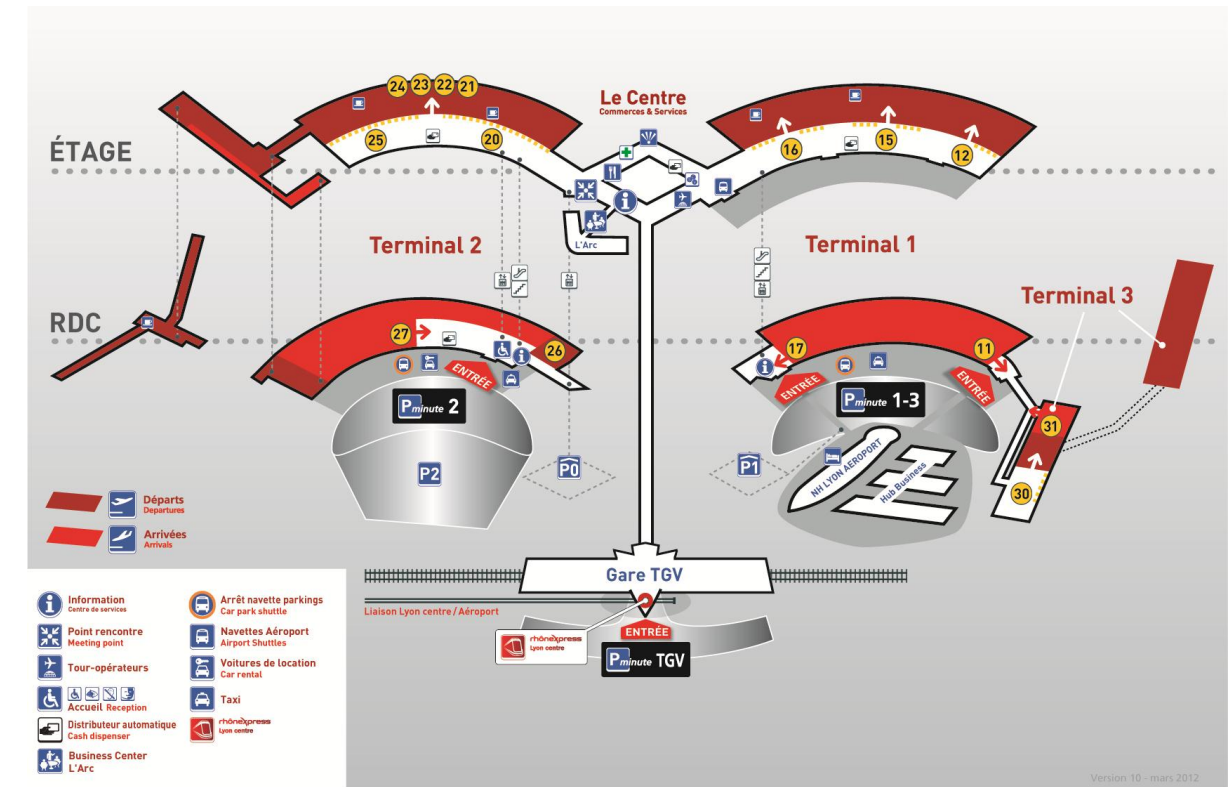 24 23 22 21
25
20
Le Centre
Commerces & Services
16
15
12
ÉTAGE
i
L'Arc
Terminal 2
Terminal 1
Terminal 3
RDC
27
26
i
ENTRÉE
17
11
i
ENTRÉE
ENTRÉE
31
30
P minute 2
P minute 1-3
P2
P0
P1
NH LYON AEROPORT
Hub Business
Départs
Departures
Arrivées
Arrivals
Gare TGV
Liaison Lyon centre / Aéroport
rhônexpress
Lyon centre
ENTRÉE
P minute TGV
i
Information
Centre de services
Point rencontre
Meeting point
Tour-opérateurs
Accueil Reception
Distributeur automatique
Cash dispenser
Business Center
L'Arc
Arrêt navette parkings
Car park shuttle
Navettes Aéroport
Airport Shuttles
Voitures de location
Car rental
Taxi
rhônexpress
Lyon centre
Version 10 - mars 2012